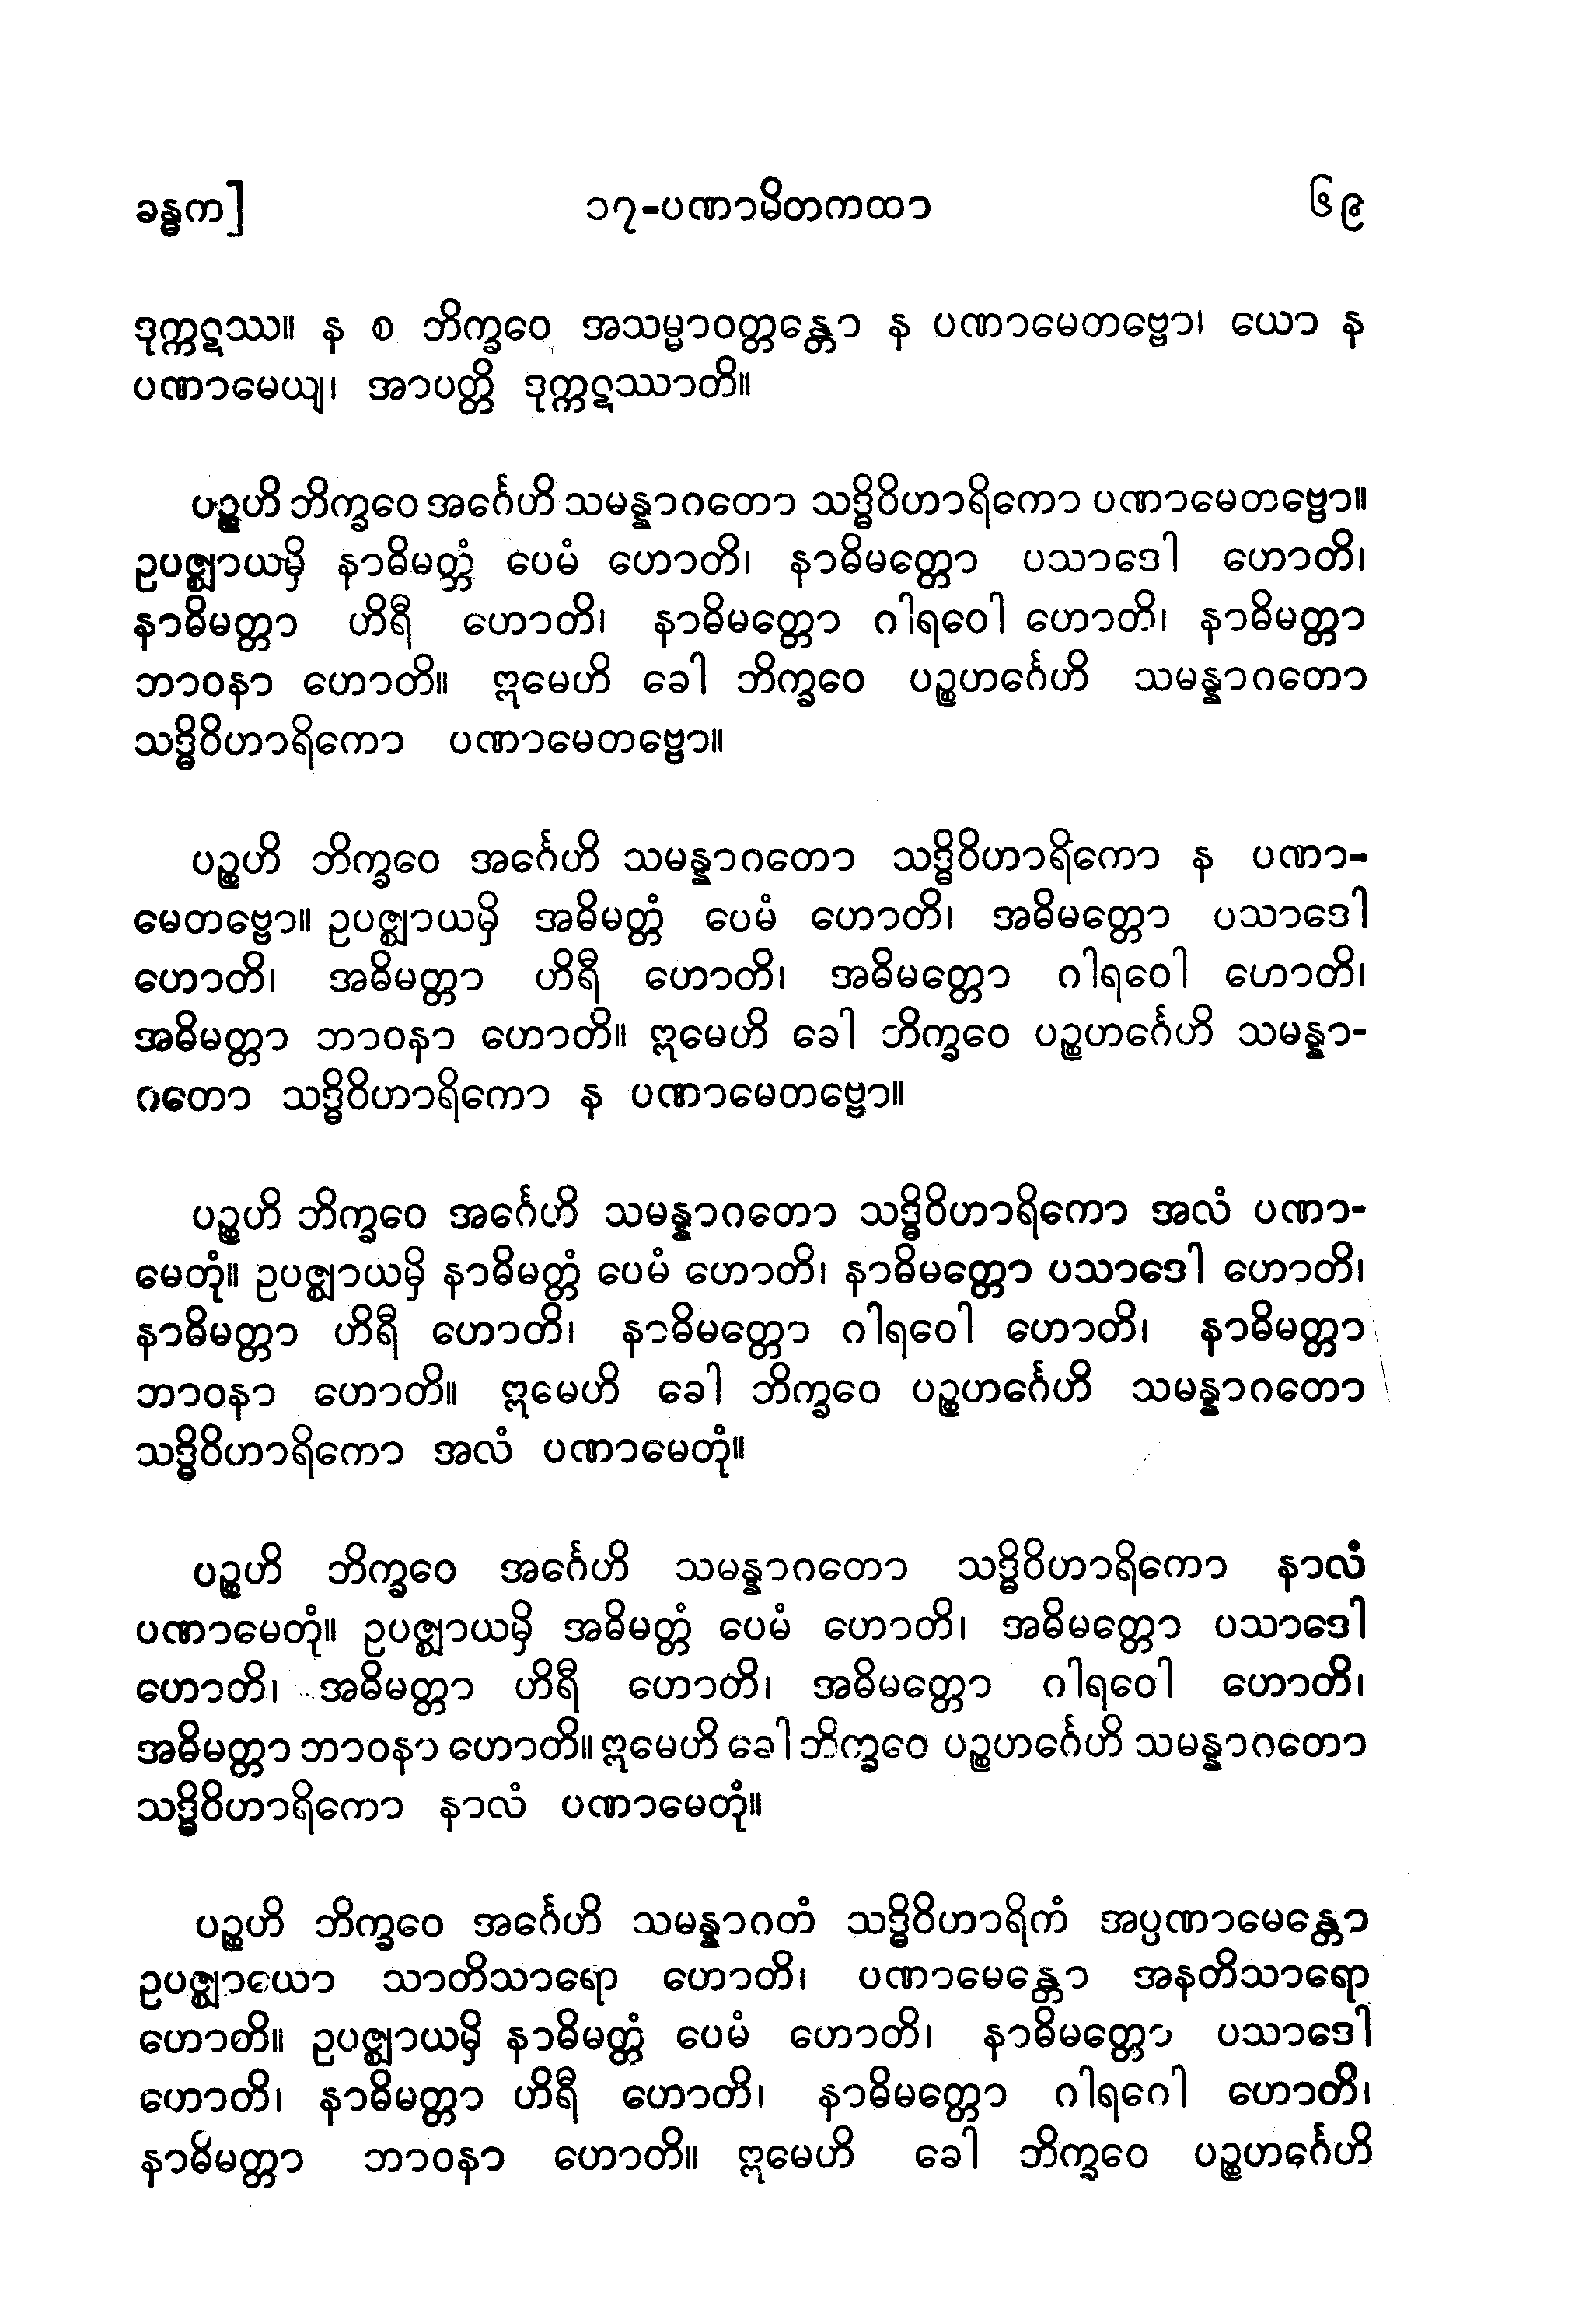 ခန္ဓက] ၁၇-ပဏာမိတကထာ ၆၉
ဒုက္ကဋဿ။ န စ ဘိက္ခဝေ အသမ္မာဝတ္တန္တော န ပဏာမေတဗ္ဗော၊ ယော န
ပဏာမေယျ၊ အာပတ္တိ ဒုက္ကဋဿာတိ။
ပဉ္စဟိ ဘိက္ခဝေ အင်္ဂေဟိ သမန္နာဂတော သဒ္ဓိဝိဟာရိကော ပဏာမေတဗ္ဗော။
ဥပဇ္ဈာယမှိ နာဓိမတ္တံ ပေမံ ဟောတိ၊ နာဓိမတ္တော ပသာဒေါ ဟောတိ၊
နာဓိမတ္တာ ဟိရီ ဟောတိ၊ နာဓိမတ္တော ဂါရဝေါ ဟောတိ၊ နာဓိမတ္တာ
ဘာဝနာ ဟောတိ။ ဣမေဟိ ခေါ ဘိက္ခဝေ ပဉ္စဟင်္ဂေဟိ သမန္နာဂတော
သဒ္ဓိဝိဟာရိကော ပဏာမေတဗ္ဗော။
ပဉ္စဟိ ဘိက္ခဝေ အင်္ဂေဟိ သမန္နာဂတော သဒ္ဓိဝိဟာရိကော န ပဏာ-
မေတဗ္ဗော။ ဥပဇ္ဈာယမှိ အဓိမတ္တံ ပေမံ ဟောတိ၊ အဓိမတ္တော ပသာဒေါ
ဟောတိ၊ အဓိမတ္တာ ဟိရီ ဟောတိ၊ အဓိမတ္တော ဂါရဝေါ ဟောတိ၊
အဓိမတ္တာ ဘာဝနာ ဟောတိ။ ဣမေဟိ ခေါ ဘိက္ခဝေ ပဉ္စဟင်္ဂေဟိ သမန္နာ-
ဂတော သဒ္ဓိဝိဟာရိကော န ပဏာမေတဗ္ဗော။
ပဉ္စဟိ ဘိက္ခဝေ အင်္ဂေဟိ သမန္နာဂတော သဒ္ဓိဝိဟာရိကော အလံ ပဏာ-
မေတုံ။ ဥပဇ္ဈာယမှိ နာဓိမတ္တံ ပေမံ ဟောတိ၊ နာဓိမတ္တော ပသာဒေါ ဟောတိ၊
နာဓိမတ္တာ ဟိရီ ဟောတိ၊ နာဓိမတ္တော ဂါရဝေါ ဟောတိ၊ နာဓိမတ္တာ
ဘာဝနာ ဟောတိ။ ဣမေဟိ ခေါ ဘိက္ခဝေ ပဉ္စဟင်္ဂေဟိ သမန္နာဂတော
သဒ္ဓိဝိဟာရိကော အလံ ပဏာမေတုံ။
ပဉ္စဟိ ဘိက္ခဝေ အင်္ဂေဟိ သမန္နာဂတော သဒ္ဓိဝိဟာရိကော နာလံ
ပဏာမေတုံ။ ဥပဇ္ဈာယမှိ အဓိမတ္တံ ပေမံ ဟောတိ၊ အဓိမတ္တော ပသာဒေါ
ဟောတိ၊ အဓိမတ္တာ ဟိရီ ဟောတိ၊ အဓိမတ္တော ဂါရဝေါ ဟောတိ၊
အဓိမတ္တာ ဘာဝနာ ဟောတိ။ ဣမေဟိ ခေါ ဘိက္ခဝေ ပဉ္စဟင်္ဂေဟိ သမန္နာဂတော
သဒ္ဓိဝိဟာရိကော နာလံ ပဏာမေတုံ။
ပဉ္စဟိ ဘိက္ခဝေ အင်္ဂေဟိ သမန္နာဂတံ သဒ္ဓိဝိဟာရိကံ အပ္ပဏာမေန္တော
ဥပဇ္ဈာယော သာတိသာရော ဟောတိ၊ ပဏာမေန္တော အနတိသာရော
ဟောတိ။ ဥပဇ္ဈာယမှိ နာဓိမတ္တံ ပေမံ ဟောတိ၊ နာဓိမတ္တော ပသာဒေါ
ဟောတိ၊ နာဓိမတ္တာ ဟိရီ ဟောတိ၊ နာဓိမတ္တော ဂါရဂေါ ဟောတိ၊
နာဓိမတ္တာ ဘာဝနာ ဟောတိ။ ဣမေဟိ ခေါ ဘိက္ခဝေ ပဉ္စဟင်္ဂေဟိ